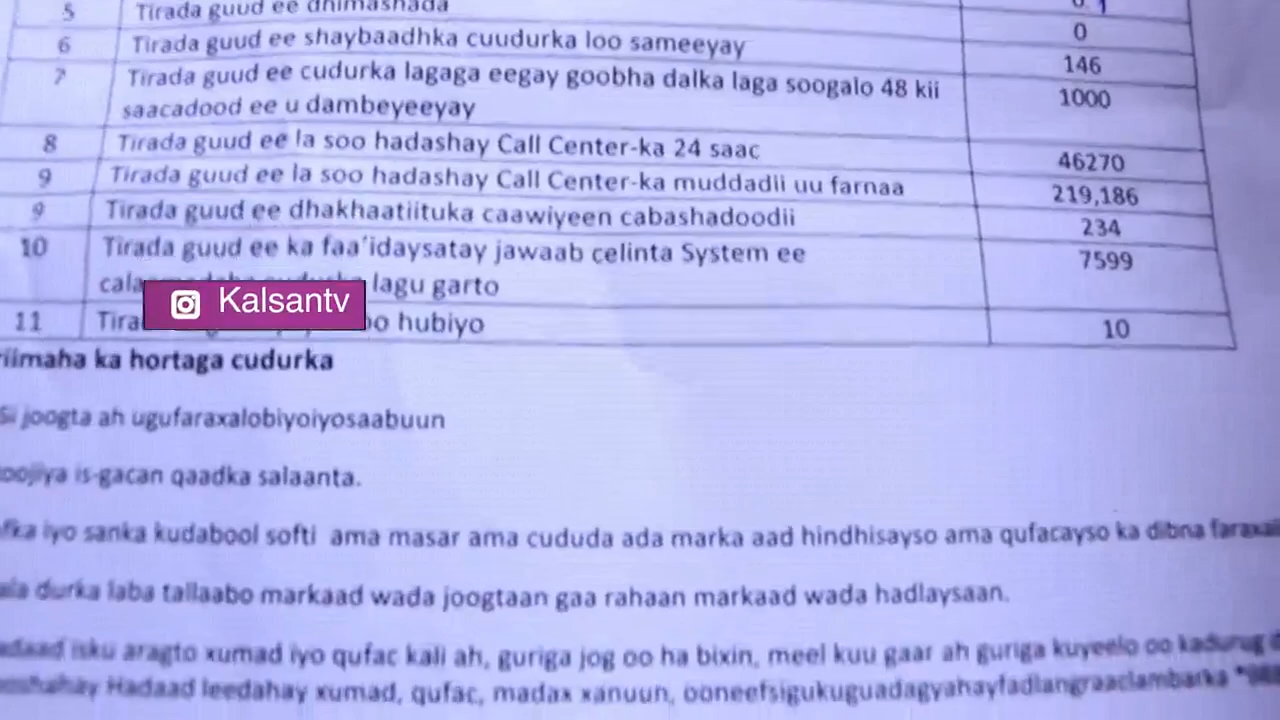 5 Tirada guud ee dhimashada
6 Tirada guud ee shaybaadhka cuudurka loo sameeyay 0
7 Tirada guud ee cudurka lagaga eegay goobha dalka laga soogalo 48 kii 146
saacadood ee u dambeyeeyay 1000
8 Tirada guud ee la soo hadashay Call Center-ka 24 saac 46270
9 Tirada guud ee la soo hadashay Call Center-ka muddadii uu farnaa 219,186
9 Tirada guud ee dhakhaatiituka caawiyeen cabashadoodii 234
10 Tirada guud ee ka faa'idaysatay jawaab celinta System ee 7599
lagu garto
Kalsantv
11 hubiyo 10
ka hortaga cudurka
Si joogta ah ugufaraxalobiyoiyosaabuun
is-gacan qaadka salaanta.
iyo sanka kudabool softi ama masar ama cududa ada marka aad hindhisayso ama qufacayso ka dibna
durka laba tallaabo markaad wada joogtaan gaa rahaan markaad wada hadlaysaan.
isku aragto xumad iyo qufac kali ah, guriga jog oo ha bixin, meel kuu gaar ah guriga kuyeelo oo kadurug
Hadaad leedahay xumad, qufac, madax xanuun,